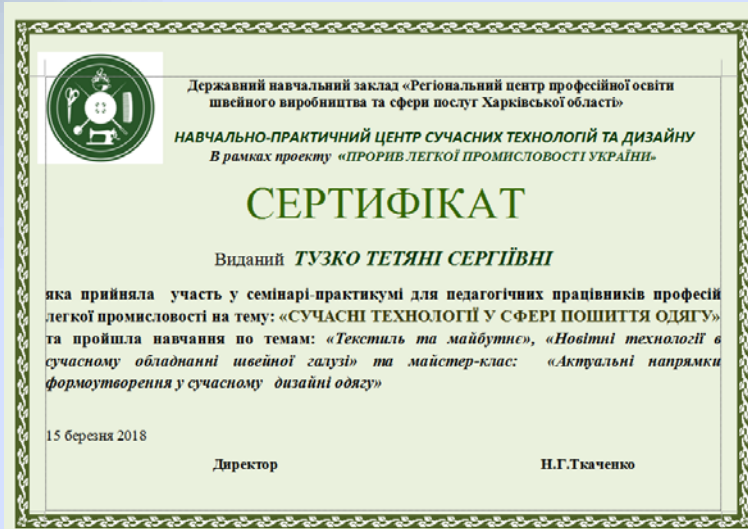 Державний навчальний заклад «Регіональний центр професійної освіти
швейного виробництва та сфери послуг Харківської області»
НАВЧАЛЬНО-ПРАКТИЧНИЙ ЦЕНТР СУЧАСНИХ ТЕХНОЛОГІЙ ТА ДИЗАЙНУ
В рамках проекту «ПРОРИВ ЛЕГКОЇ ПРОМИСЛОВОСТІ УКРАЇНИ»
СЕРТИФІКАТ
Виданий ТУЗКО ТЕТЯНІ СЕРГІЇВНІ
яка прийняла участь у семінарі-практикумі для педагогічних працівників професій
легкої промисловості на тему: «СУЧАСНІ ТЕХНОЛОГІЇ У СФЕРІ ПОШИТТЯ ОДЯГУ»
та пройшла навчання по темам: «Текстиль та майбутнє», «Новітні технології в
сучасному обладнанні швейної галузі» та майстер-клас: «Актуальні напрямки
формоутворення у сучасному дизайні одягу»
15 березня 2018
Директор Н.Г.Ткаченко